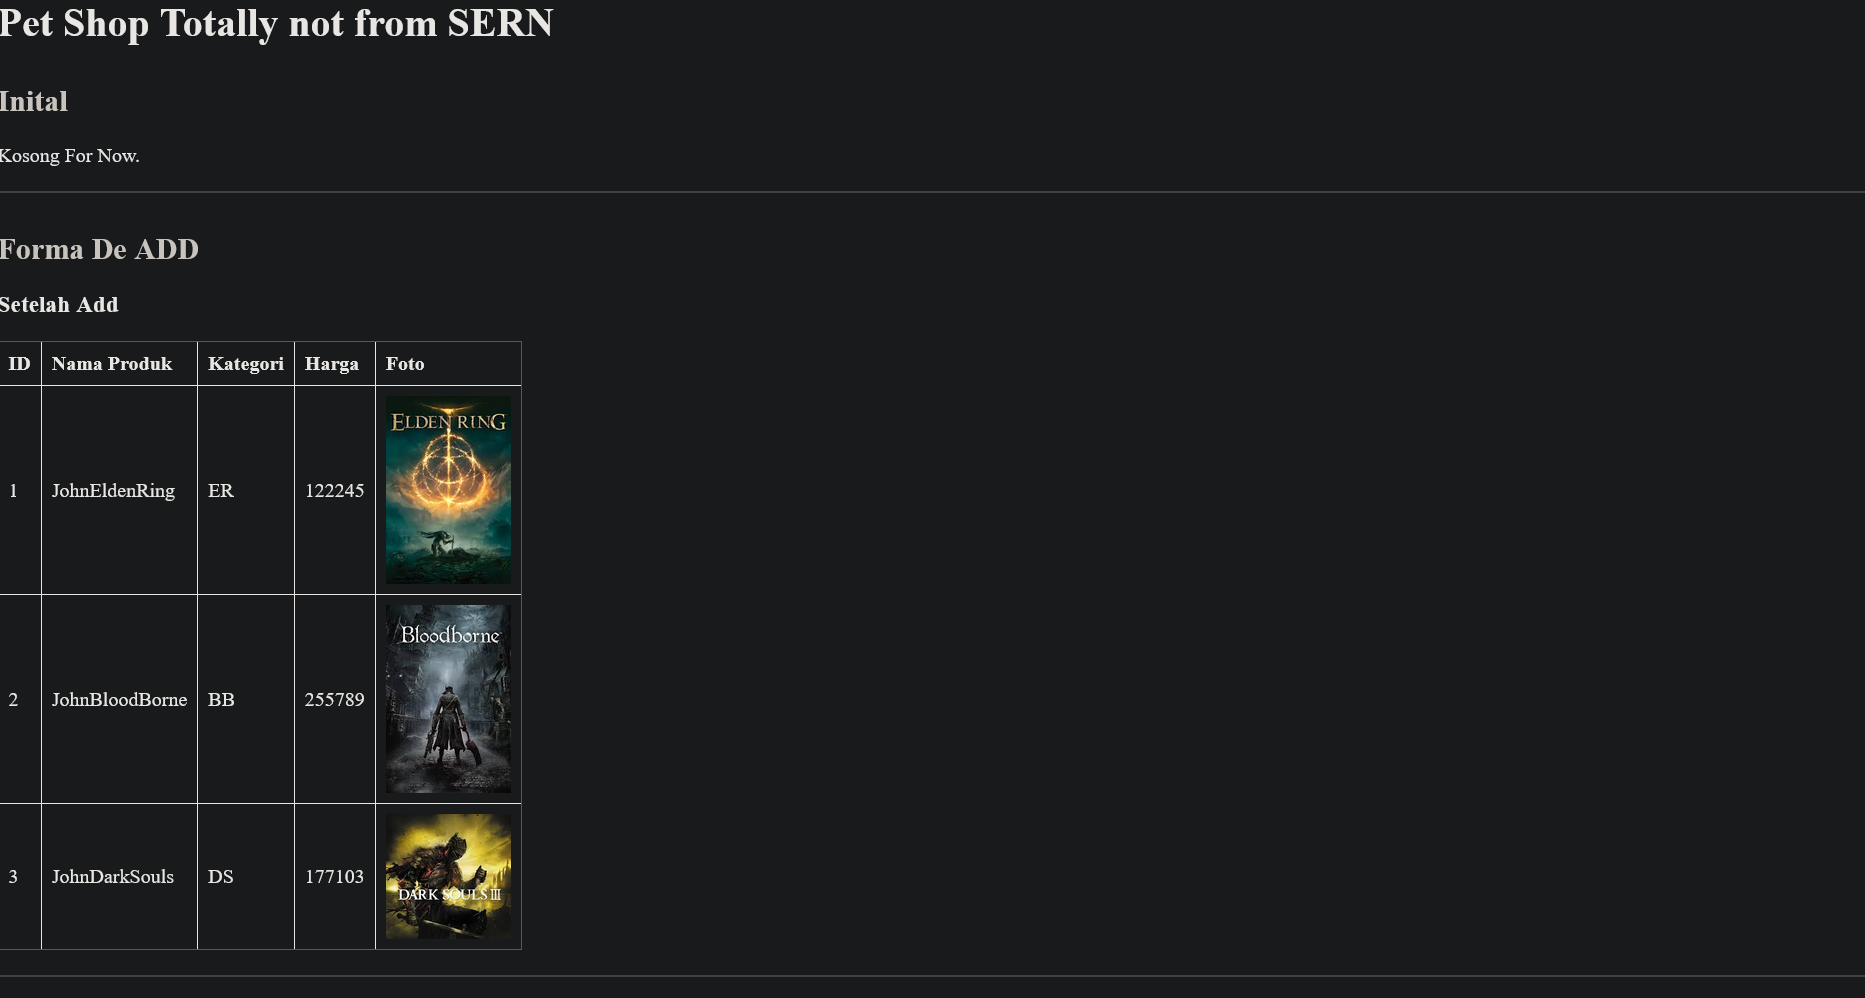 Pet Shop Totally not from SERN
Inital
Kosong For Now.
Forma De ADD
Setelah Add
ID Nama Produk Kategori Harga Foto
ELDEN RING
1 JohnEldenRing ER 122245
Bloodborne
2 JohnBloodBorne BB 255789
3 JohnDarkSouls DS 177103
DARK SOULS III